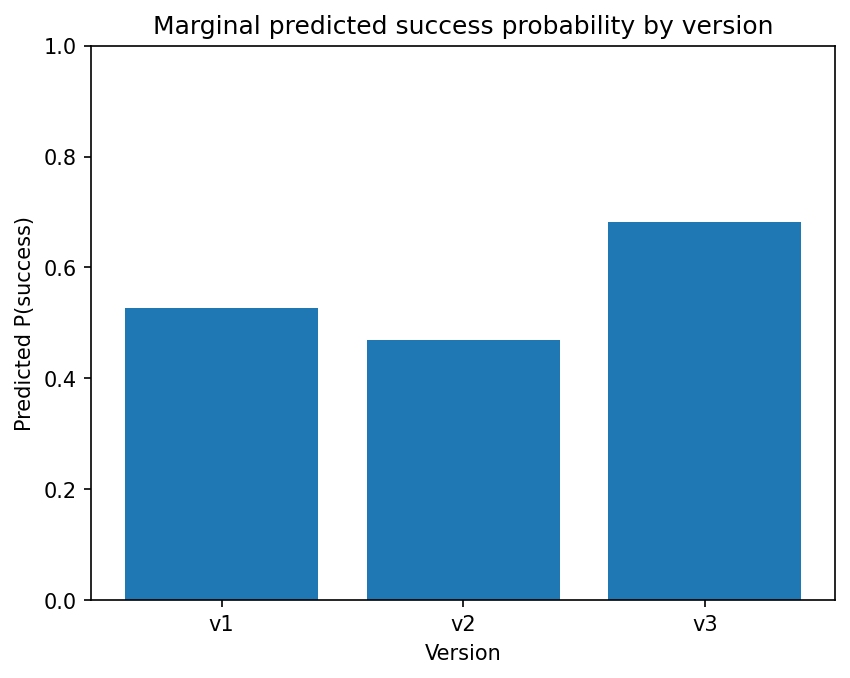 Marginal predicted success probability by version
Predicted P(success)
1.0
0.8
0.6
0.4
0.2
0.0
v1 v2 v3
Version